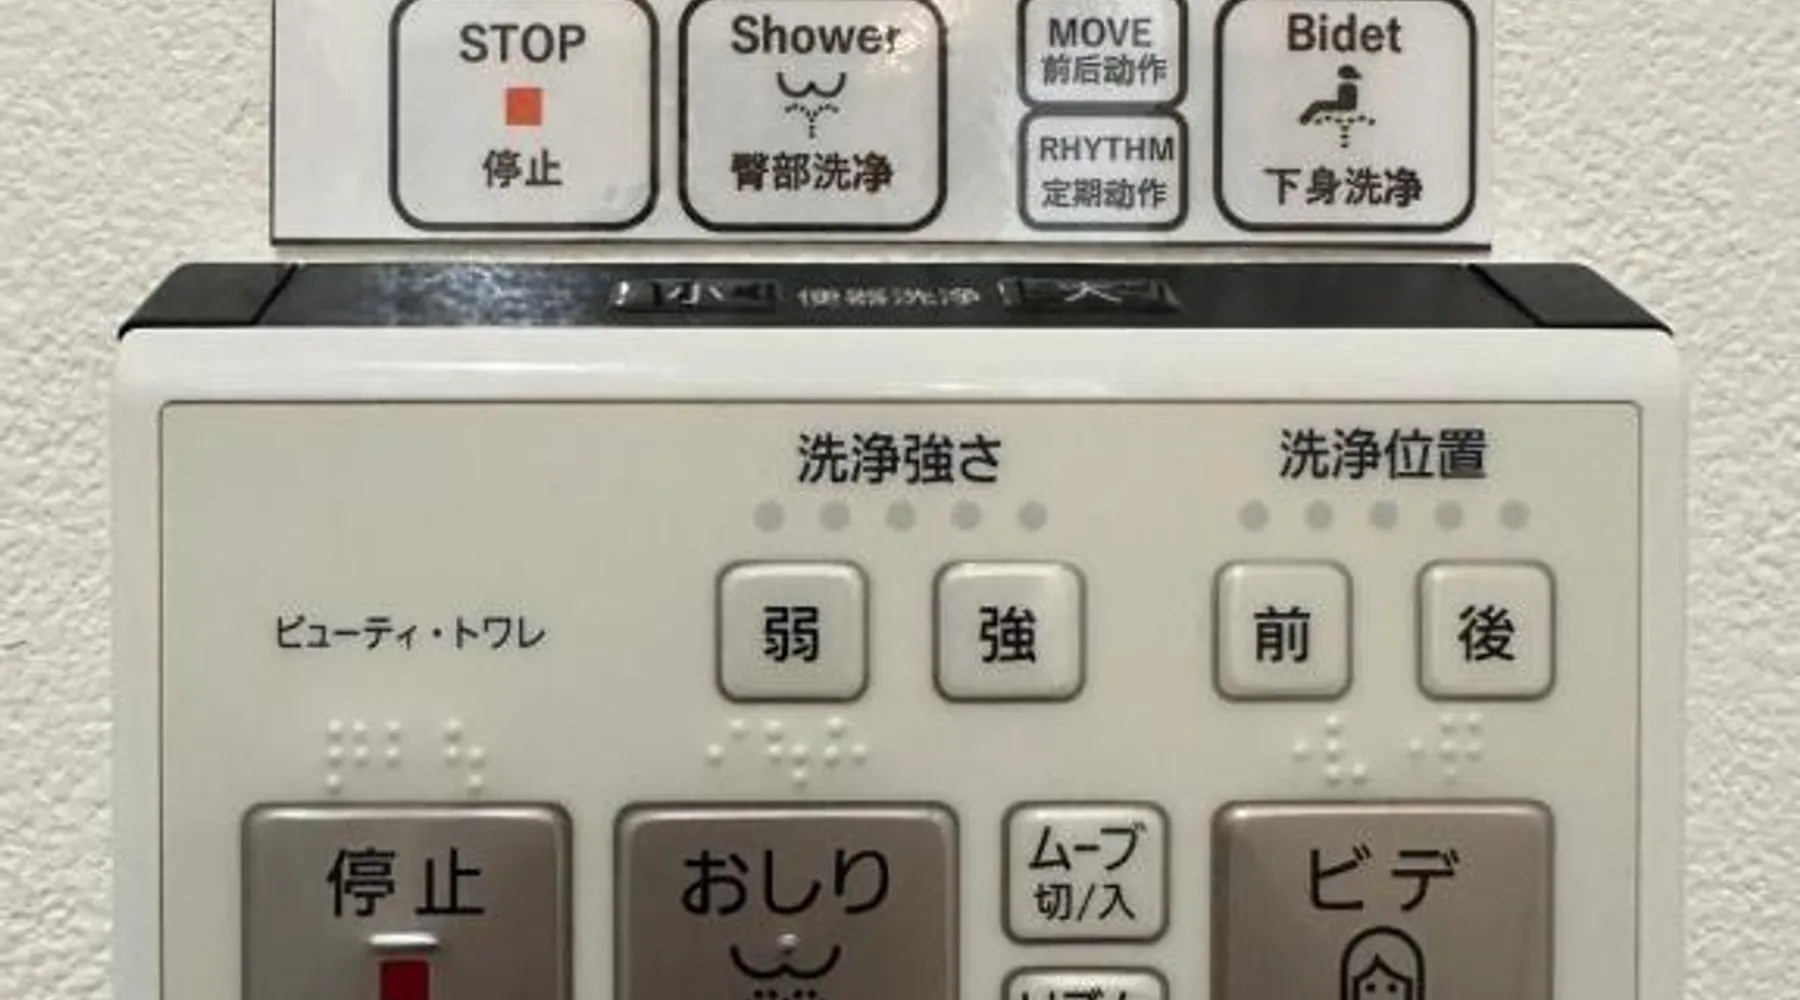 STOP
停止
Shower
臀部洗净
MOVE
前后动作
RHYTHM
定期动作
Bidet
下身洗净
小 便器洗浄 大
洗浄強さ
弱 強
洗浄位置
前 後
ビューティ・トワレ
停止
おしり
ムーブ
切/入
ビデ